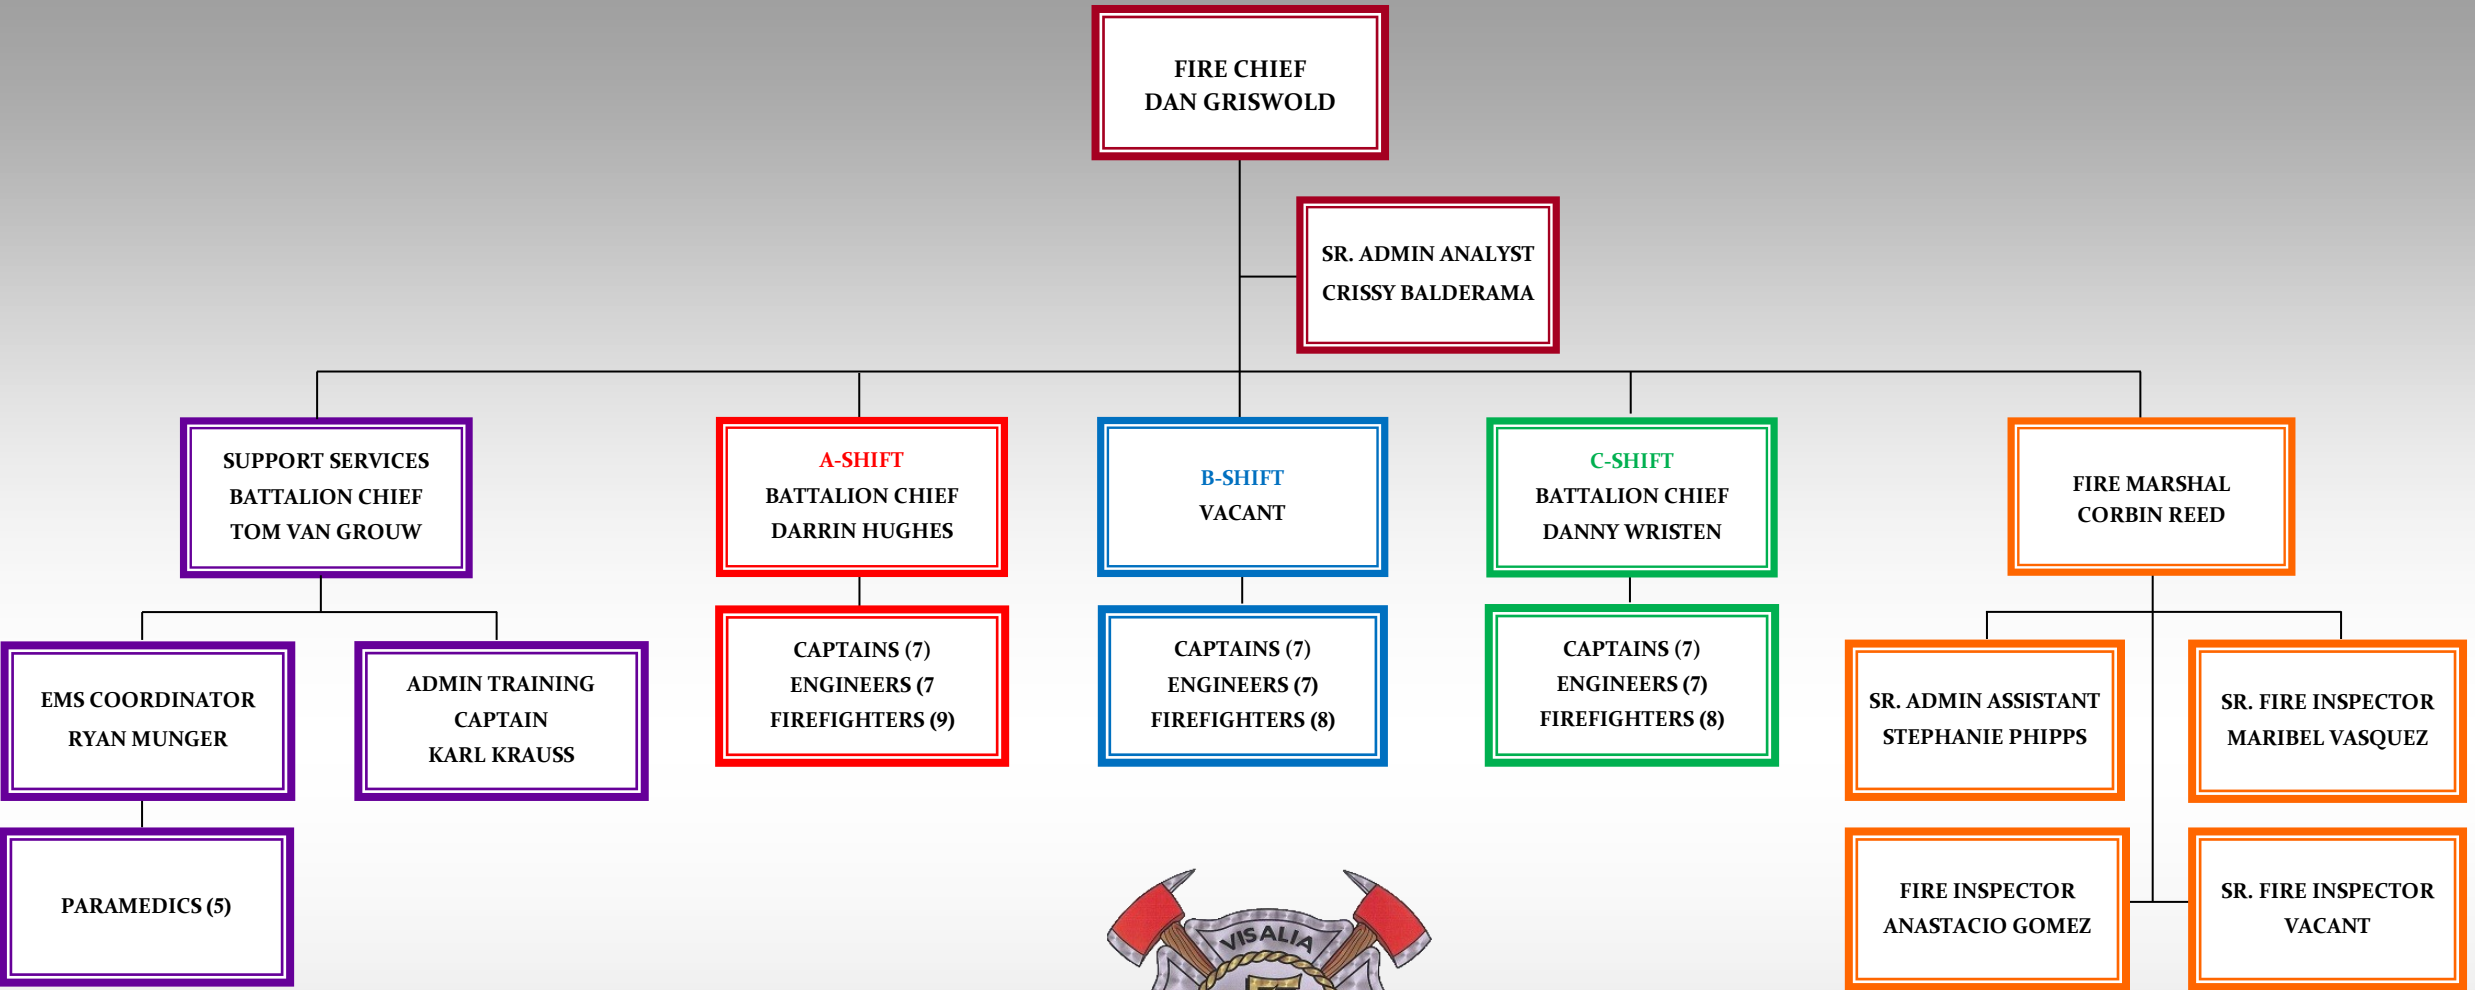 FIRE CHIEF
DAN GRISWOLD
SR. ADMIN ANALYST
CRISSY BALDERAMA
SUPPORT SERVICES
BATTALION CHIEF
TOM VAN GROUW
A-SHIFT
BATTALION CHIEF
DARRIN HUGHES
B-SHIFT
VACANT
C-SHIFT
BATTALION CHIEF
DANNY WRISTEN
FIRE MARSHAL
CORBIN REED
EMS COORDINATOR
RYAN MUNGER
ADMIN TRAINING
CAPTAIN
KARL KRAUSS
CAPTAINS (7)
ENGINEERS (7
FIREFIGHTERS (9)
CAPTAINS (7)
ENGINEERS (7)
FIREFIGHTERS (8)
CAPTAINS (7)
ENGINEERS (7)
FIREFIGHTERS (8)
SR. ADMIN ASSISTANT
STEPHANIE PHIPPS
SR. FIRE INSPECTOR
MARIBEL VASQUEZ
PARAMEDICS (5)
FIRE INSPECTOR
ANASTACIO GOMEZ
SR. FIRE INSPECTOR
VACANT
VISALIA